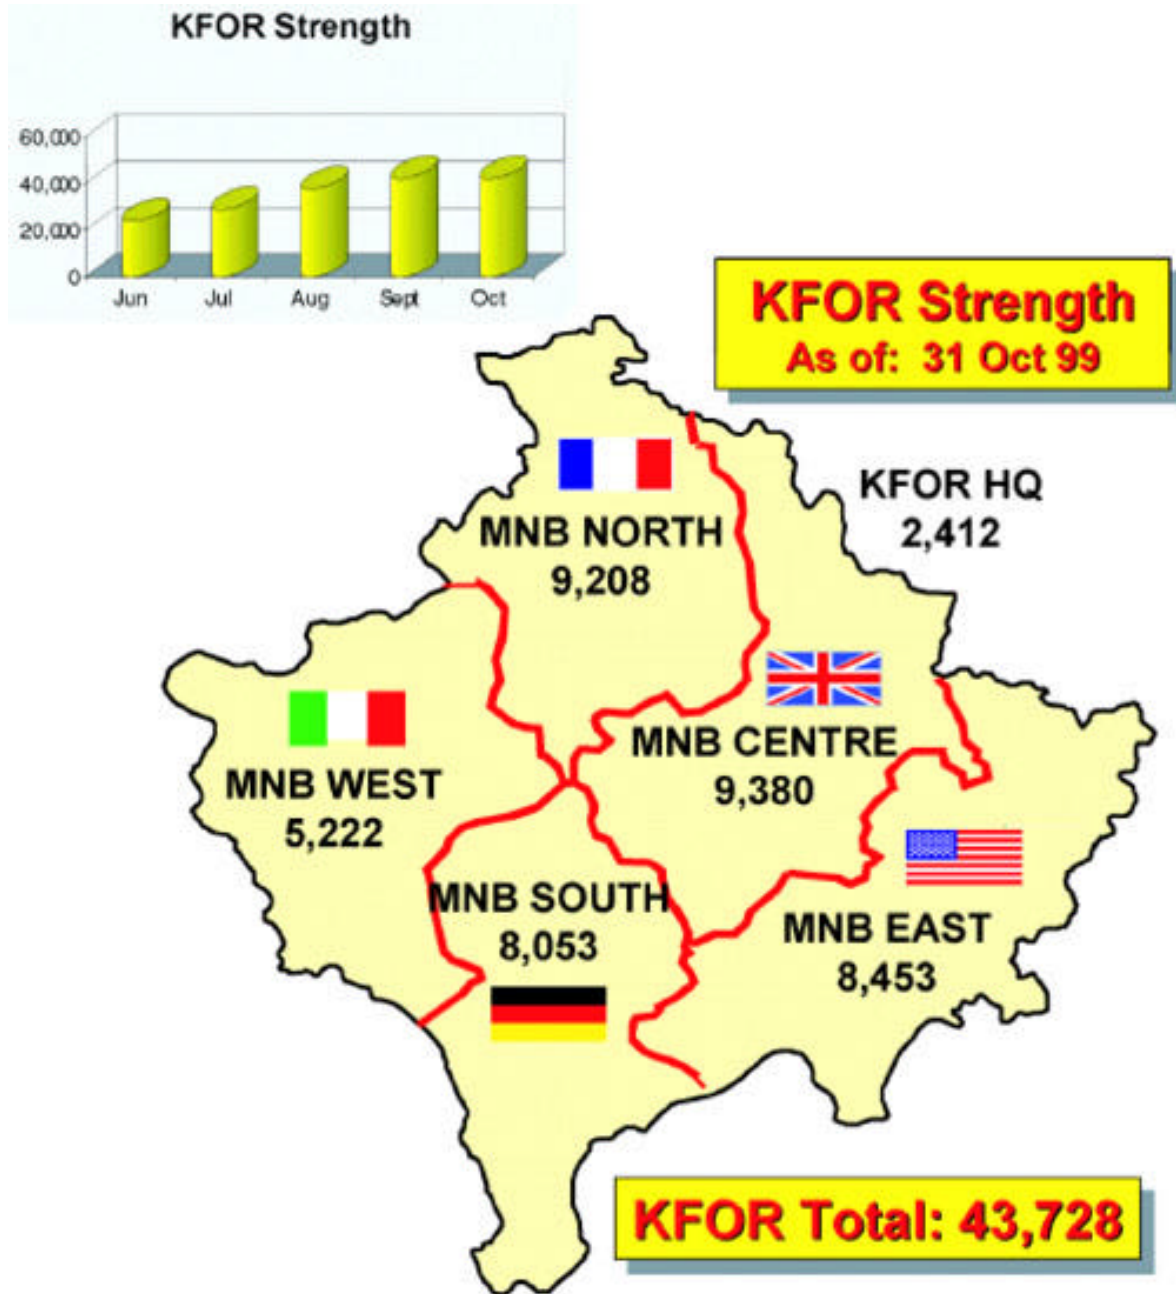 KFOR Strength
60,000
40,000
20,000
0
Jun Jul Aug Sept Oct
KFOR Strength
As of: 31 Oct 99
KFOR HQ
2,412
MNB NORTH
9,208
MNB CENTRE
9,380
MNB WEST
5,222
MNB SOUTH
8,053
MNB EAST
8,453
KFOR Total: 43,728